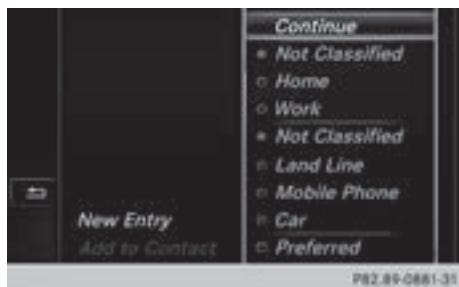 Continue
Not Classified
Home
Work
Not Classified
Land Line
Mobile Phone
New Entry
Car
Add to Contact
Preferred
P82.89-0881-31